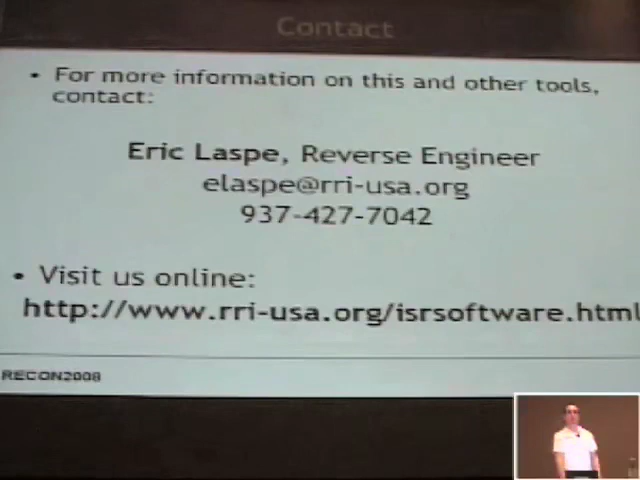 Contact
• For more information on this and other tools,
contact:
Eric Laspe, Reverse Engineer
elaspe@rri-usa.org
937-427-7042
• Visit us online:
http://www.rri-usa.org/isrsoftware.html
RECON2008